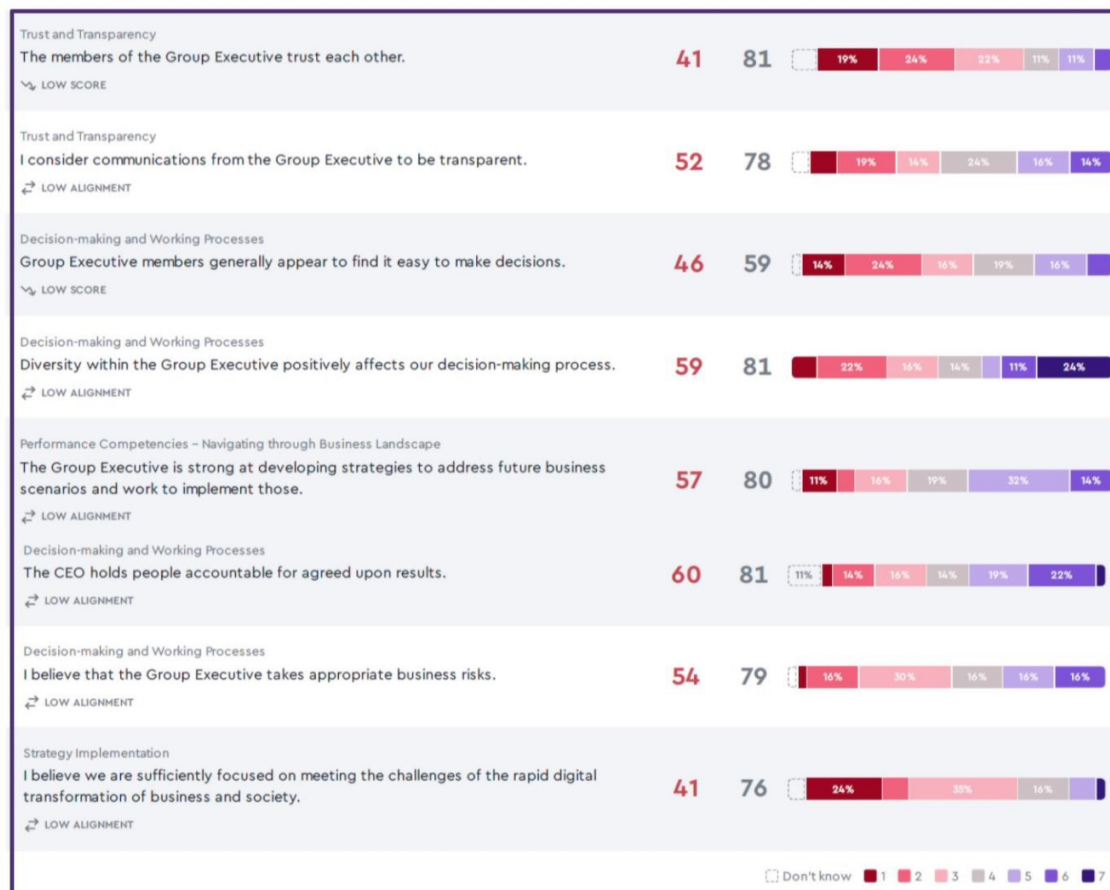 Trust and Transparency
The members of the Group Executive trust each other.
41 81 19% 24% 22% 11% 11%
LOW SCORE
Trust and Transparency
I consider communications from the Group Executive to be transparent.
52 78 19% 14% 24% 16% 14%
LOW ALIGNMENT
Decision-making and Working Processes
Group Executive members generally appear to find it easy to make decisions.
46 59 14% 24% 16% 19% 16%
LOW SCORE
Decision-making and Working Processes
Diversity within the Group Executive positively affects our decision-making process.
59 81 22% 16% 14% 11% 24%
LOW ALIGNMENT
Performance Competencies – Navigating through Business Landscape
The Group Executive is strong at developing strategies to address future business
scenarios and work to implement those.
57 80 11% 16% 19% 32% 14%
LOW ALIGNMENT
Decision-making and Working Processes
The CEO holds people accountable for agreed upon results.
60 81 11% 14% 16% 14% 19% 22%
LOW ALIGNMENT
Decision-making and Working Processes
I believe that the Group Executive takes appropriate business risks.
54 79 16% 30% 16% 16% 16%
LOW ALIGNMENT
Strategy Implementation
I believe we are sufficiently focused on meeting the challenges of the rapid digital
transformation of business and society.
41 76 24% 35% 16%
LOW ALIGNMENT
Don't know 1 2 3 4 5 6 7